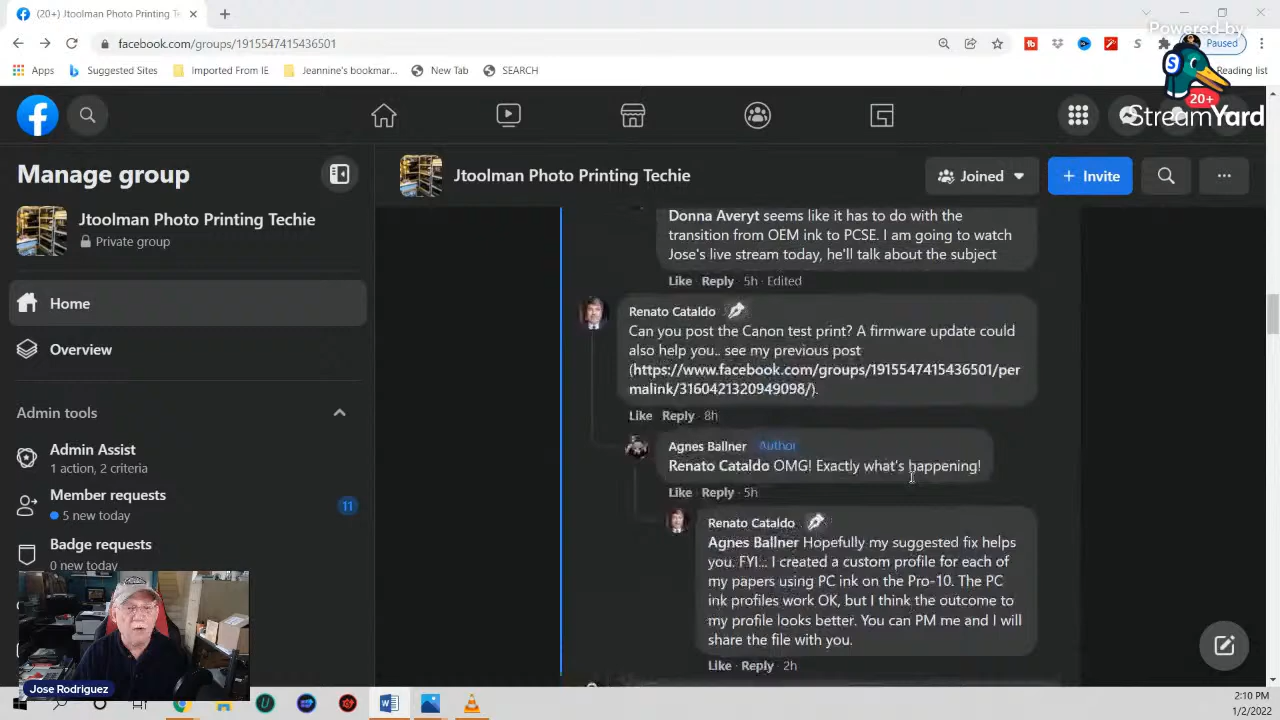 (20+) Jtoolman Photo Printing Te
Powered by
facebook.com/groups/1915547415436501
Paused
Apps
Suggested Sites
Imported From IE
Jeannine's bookmar...
New Tab
SEARCH
Reading list
20+
StreamYard
Manage group
Jtoolman Photo Printing Techie
Joined
+ Invite
Jtoolman Photo Printing Techie
Private group
Home
Overview
Admin tools
Admin Assist
1 action, 2 criteria
Member requests
5 new today
11
Badge requests
0 new today
Donna Averyt seems like it has to do with the
transition from OEM ink to PCSE. I am going to watch
Jose's live stream today, he'll talk about the subject
Like · Reply · 5h · Edited
Renato Cataldo
Can you post the Canon test print? A firmware update could
also help you.. see my previous post
(https://www.facebook.com/groups/1915547415436501/per
malink/3160421320949098/).
Like · Reply · 8h
Agnes Ballner Author
Renato Cataldo OMG! Exactly what's happening!
Like · Reply · 5h
Renato Cataldo
Agnes Ballner Hopefully my suggested fix helps
you. FYI... I created a custom profile for each of
my papers using PC ink on the Pro-10. The PC
ink profiles work OK, but I think the outcome to
my profile looks better. You can PM me and I will
share the file with you.
Like · Reply · 2h
Jose Rodriguez
2:10 PM
1/2/2022